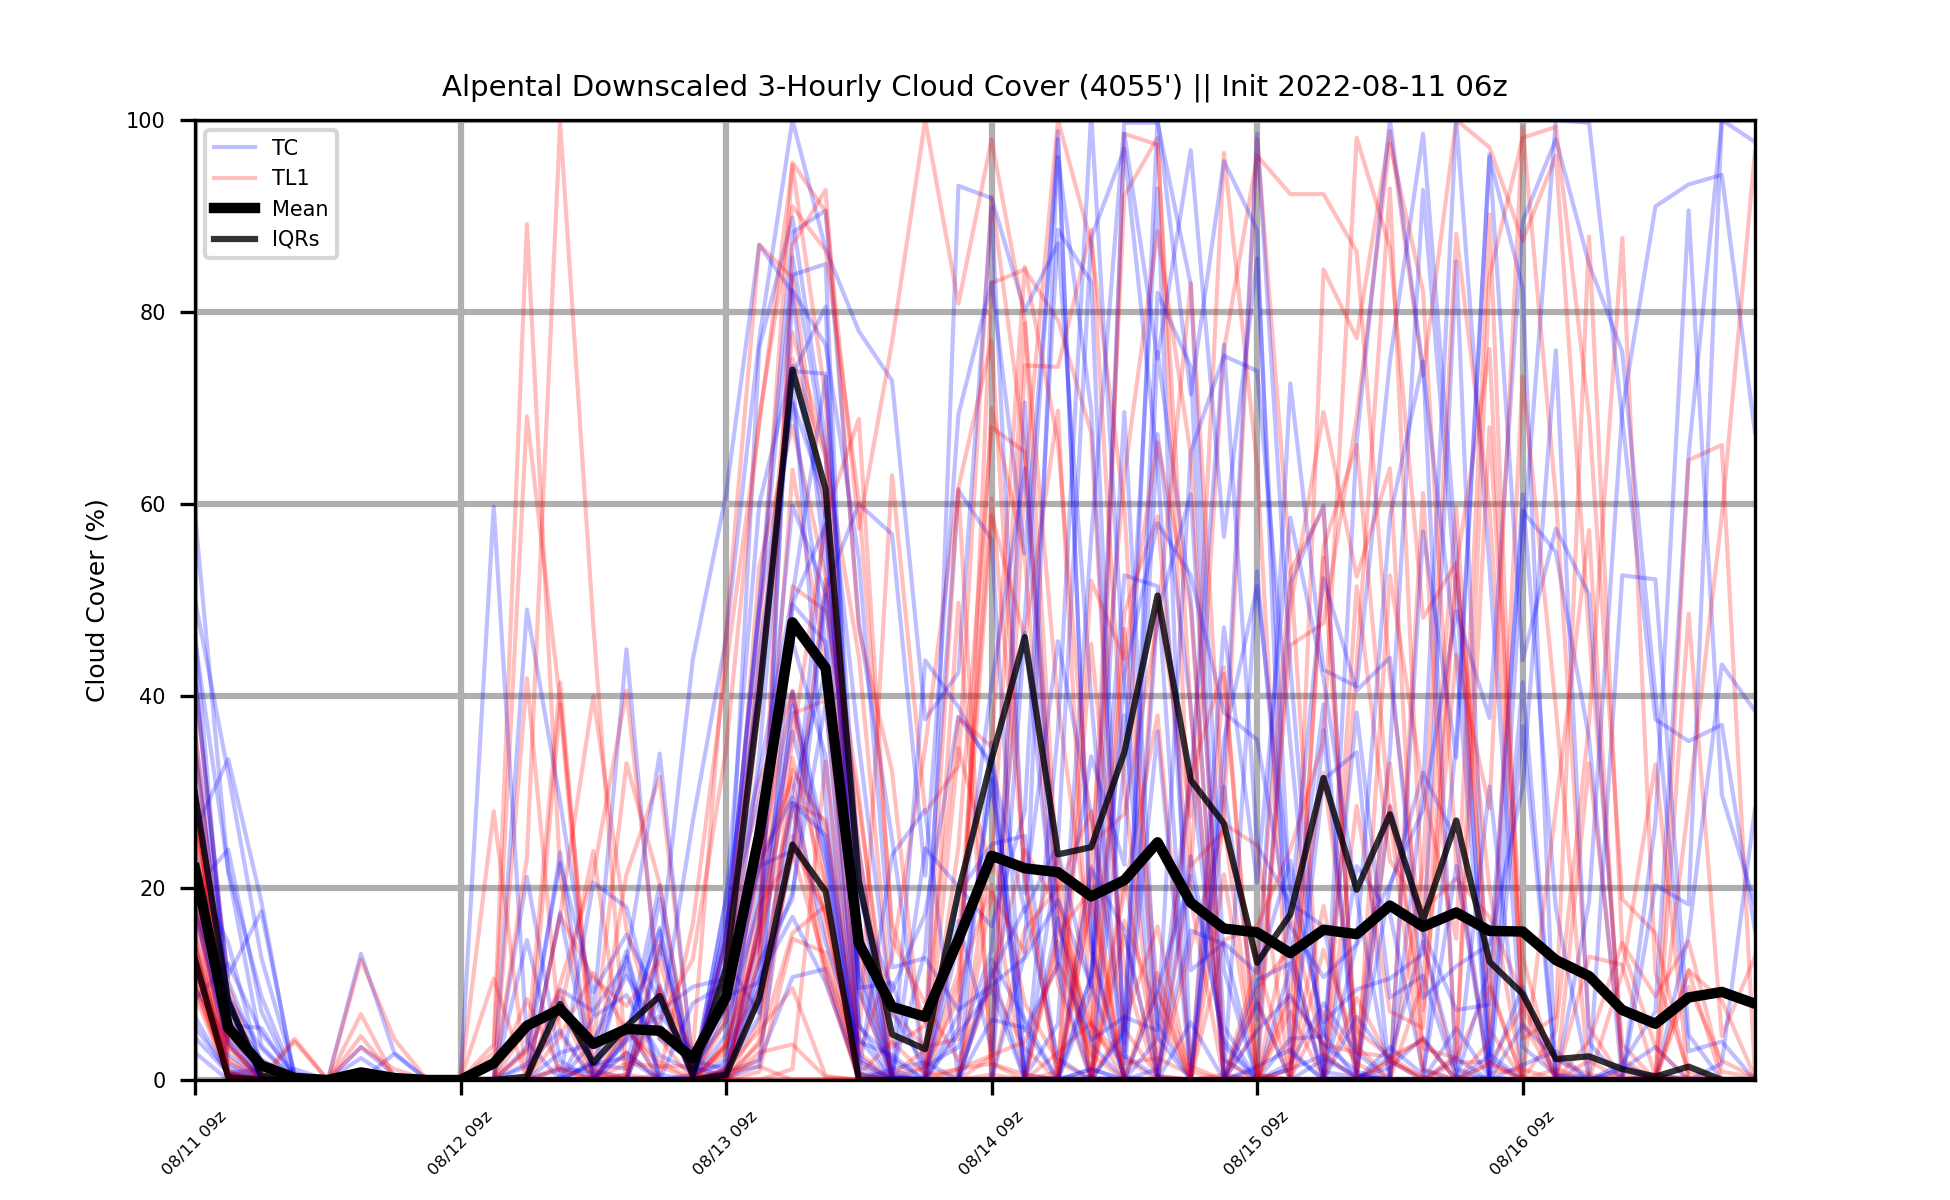 Alpental Downscaled 3-Hourly Cloud Cover (4055') || Init 2022-08-11 06z
100
80
60
40
20
0
Cloud Cover (%)
TC
TL1
Mean
IQRs
08/11 09z
08/12 09z
08/13 09z
08/14 09z
08/15 09z
08/16 09z